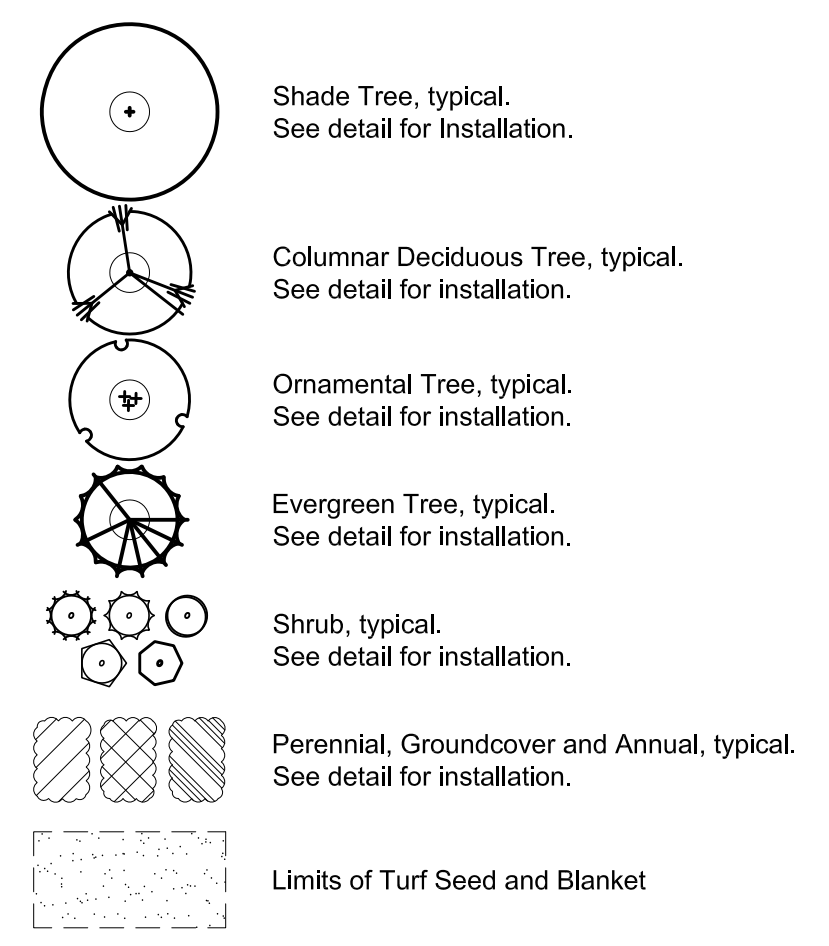 Shade Tree, typical.
See detail for Installation.
Columnar Deciduous Tree, typical.
See detail for installation.
Ornamental Tree, typical.
See detail for installation.
Evergreen Tree, typical.
See detail for installation.
Shrub, typical.
See detail for installation.
Perennial, Groundcover and Annual, typical.
See detail for installation.
Limits of Turf Seed and Blanket